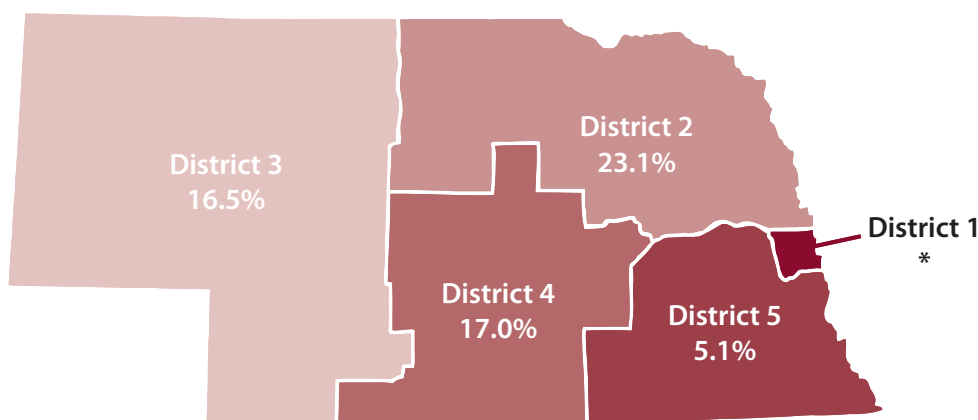 District 2
23.1%
District 3
16.5%
District 1
*
District 4
17.0%
District 5
5.1%